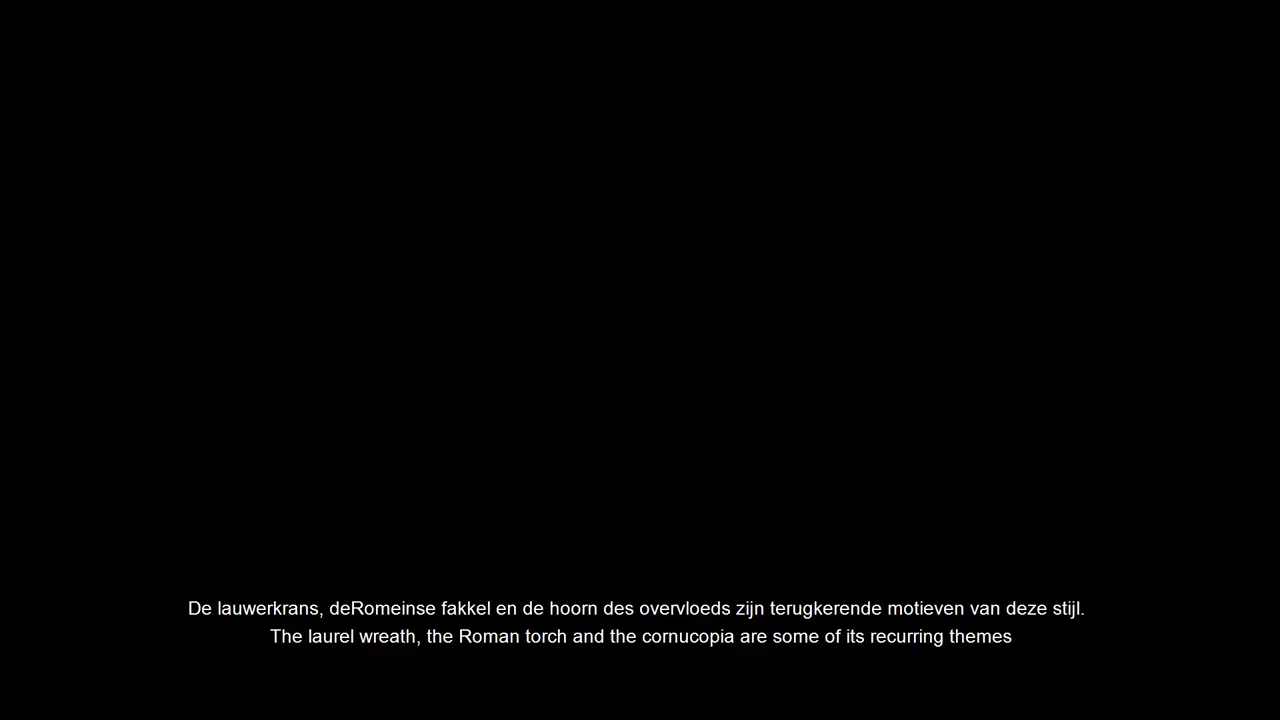 De lauwerkrans, deRomeinse fakkel en de hoorn des overvloeds zijn terugkerende motieven van deze stijl.
The laurel wreath, the Roman torch and the cornucopia are some of its recurring themes